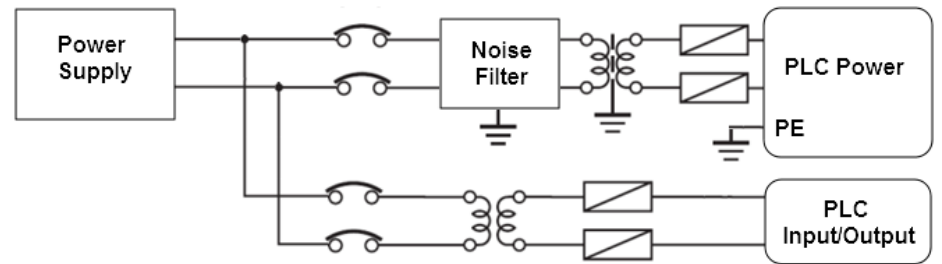 Power
Supply
Noise
Filter
PLC Power
PE
PLC
Input/Output